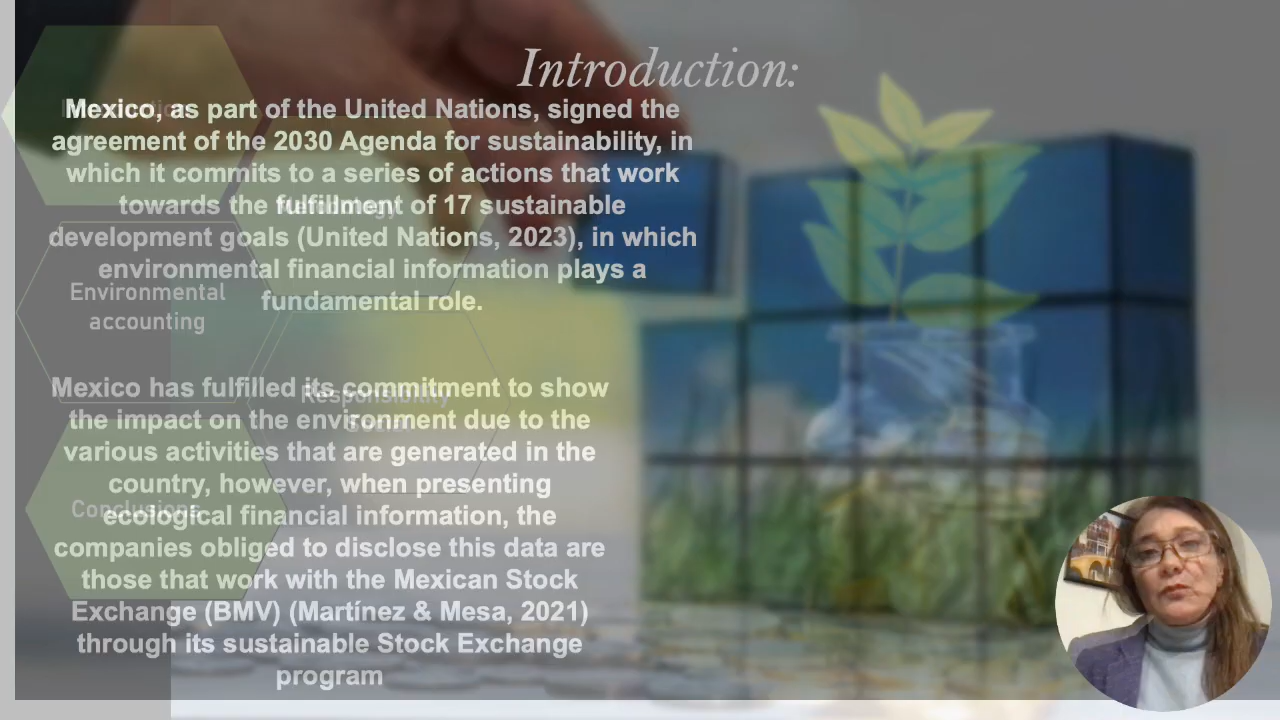 Introduction:
Mexico, as part of the United Nations, signed the
agreement of the 2030 Agenda for sustainability, in
which it commits to a series of actions that work
towards the fulfillment of 17 sustainable
development goals (United Nations, 2023), in which
environmental financial information plays a
fundamental role.
Environmental
accounting
Mexico has fulfilled its commitment to show
the impact on the environment due to the
various activities that are generated in the
country, however, when presenting
ecological financial information, the
companies obliged to disclose this data are
those that work with the Mexican Stock
Exchange (BMV) (Martínez & Mesa, 2021)
through its sustainable Stock Exchange
program
Responsibility
Conclusions